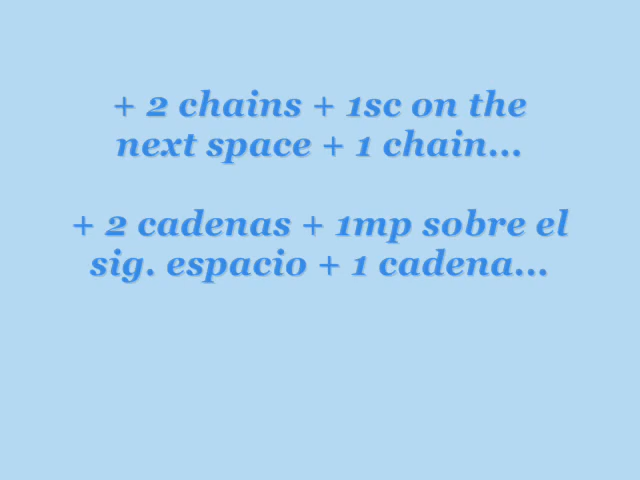 + 2 chains + 1sc on the
next space + 1 chain...
+ 2 cadenas + 1mp sobre el
sig. espacio + 1 cadena...